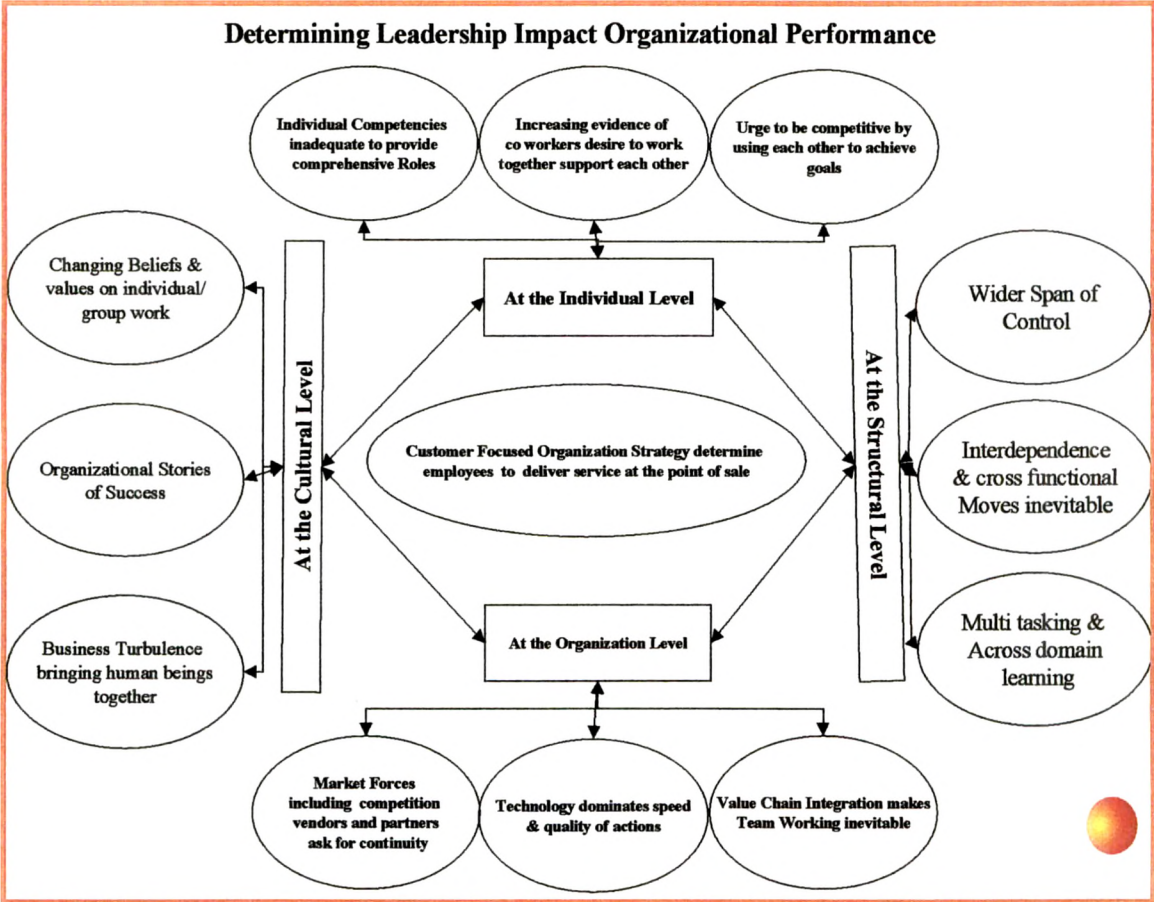 Determining Leadership Impact Organizational Performance
Individual Competencies
inadequate to provide
comprehensive Roles
Increasing evidence of
co workers desire to work
together support each other
Urge to be competitive by
using each other to achieve
goals
Changing Beliefs &
values on individual/
group work
Organizational Stories
of Success
Business Turbulence
bringing human beings
together
At the Cultural Level
At the Individual Level
Customer Focused Organization Strategy determine
employees to deliver service at the point of sale
At the Organization Level
At the Structural Level
Wider Span of
Control
Interdependence
& cross functional
Moves inevitable
Multi tasking &
Across domain
learning
Market Forces
including competition
vendors and partners
ask for continuity
Technology dominates speed
& quality of actions
Value Chain Integration makes
Team Working inevitable